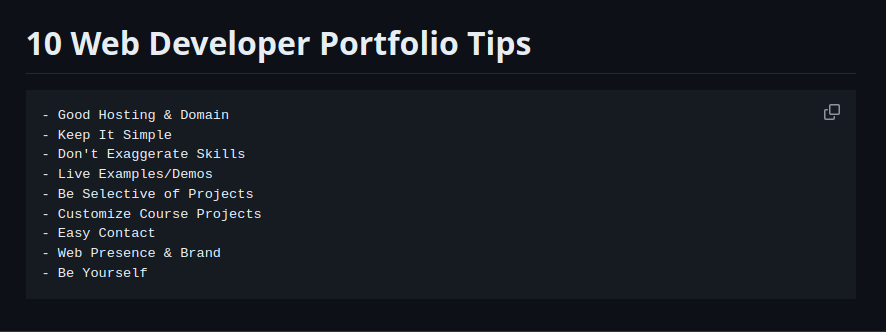 10 Web Developer Portfolio Tips
- Good Hosting & Domain
- Keep It Simple
- Don't Exaggerate Skills
- Live Examples/Demos
- Be Selective of Projects
- Customize Course Projects
- Easy Contact
- Web Presence & Brand
- Be Yourself